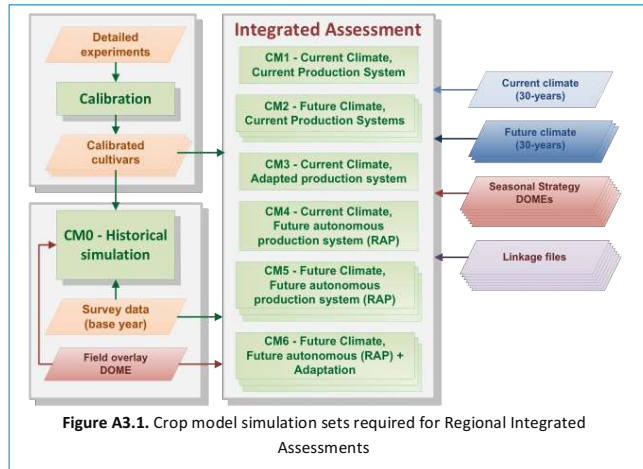 Detailed
experiments
Calibration
Calibrated
cultivars
CM0 - Historical
simulation
Survey data
(base year)
Field overlay
DOME
Integrated Assessment
CM1 - Current Climate,
Current Production System
CM2 - Future Climate,
Current Production Systems
CM3 - Current Climate,
Adapted production system
CM4 - Current Climate,
Future autonomous
production system (RAP)
CM5 - Future Climate,
Future autonomous
production system (RAP)
CM6 - Future Climate,
Future autonomous (RAP) +
Adaptation
Current climate
(30-years)
Future climate
(30-years)
Seasonal Strategy
DOMEs
Linkage files
Figure A3.1. Crop model simulation sets required for Regional Integrated
Assessments